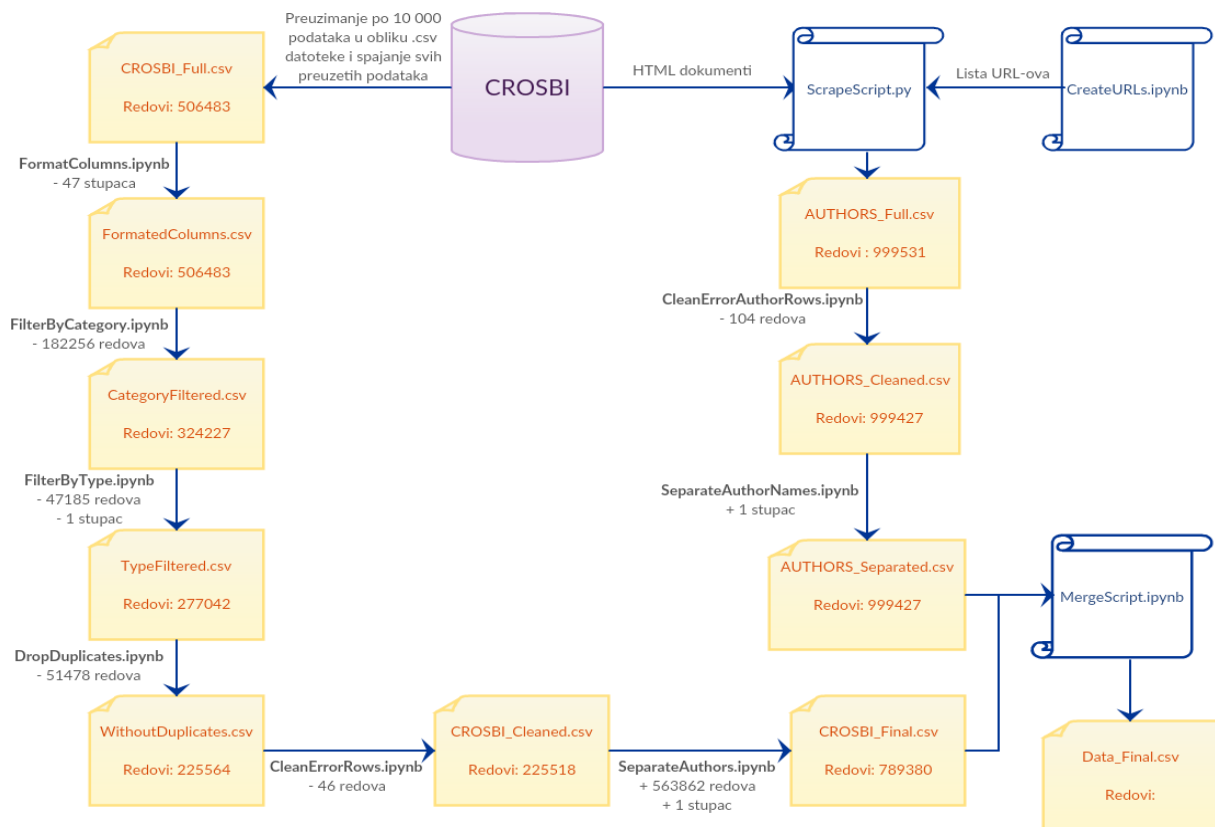 Preuzimanje po 10 000
podataka u obliku .csv
datoteke i spajanje svih
preuzetih podataka
CROSBI
HTML dokumenti
ScrapeScript.py
Lista URL-ova
CreateURLs.ipynb
CROSBI_Full.csv
Redovi: 506483
FormatColumns.ipynb
- 47 stupaca
FormatedColumns.csv
Redovi: 506483
FilterByCategory.ipynb
- 182256 redova
CategoryFiltered.csv
Redovi: 324227
FilterByType.ipynb
- 47185 redova
- 1 stupac
TypeFiltered.csv
Redovi: 277042
DropDuplicates.ipynb
- 51478 redova
WithoutDuplicates.csv
Redovi: 225564
CleanErrorRows.ipynb
- 46 redova
CROSBI_Cleaned.csv
Redovi: 225518
SeparateAuthors.ipynb
+ 563862 redova
+ 1 stupac
CROSBI_Final.csv
Redovi: 789380
AUTHORS_Full.csv
Redovi : 999531
CleanErrorAuthorRows.ipynb
- 104 redova
AUTHORS_Cleaned.csv
Redovi: 999427
SeparateAuthorNames.ipynb
+ 1 stupac
AUTHORS_Separated.csv
Redovi: 999427
MergeScript.ipynb
Data_Final.csv
Redovi: